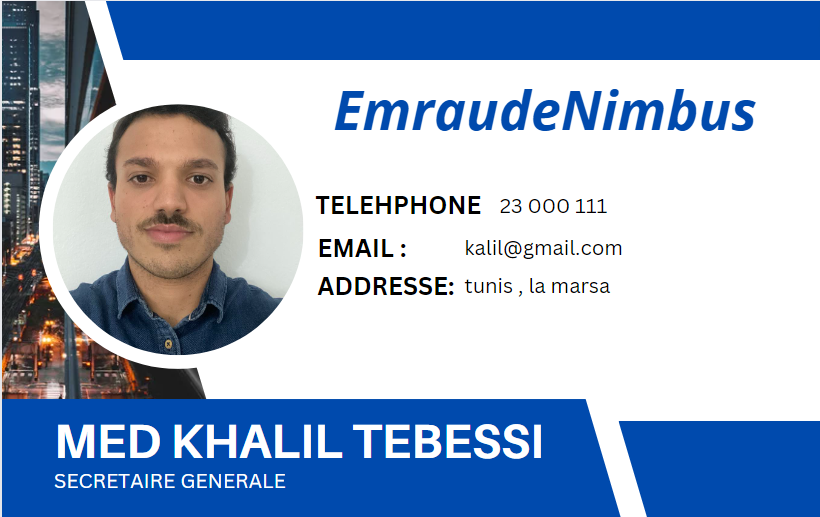 EmraudeNimbus
TELEHPHONE 23 000 111
EMAIL : kalil@gmail.com
ADDRESSE: tunis , la marsa
MED KHALIL TEBESSI
SECRETAIRE GENERALE